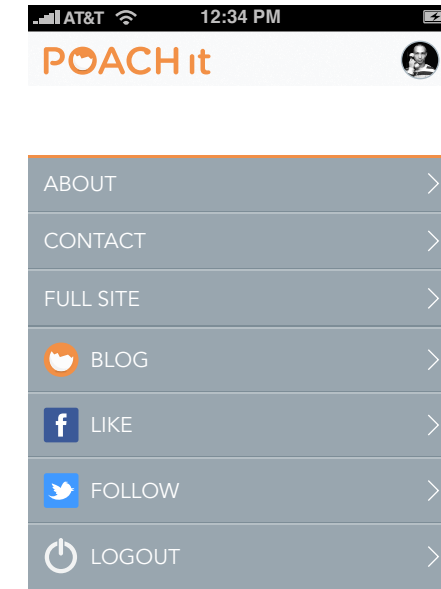 AT&T 12:34 PM
POACH it
ABOUT
CONTACT
FULL SITE
BLOG
f LIKE
FOLLOW
LOGOUT